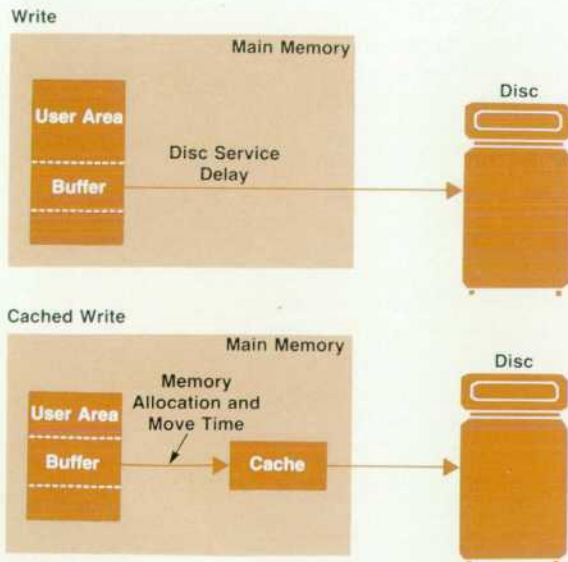 Write
Main Memory
Disc
User Area
Disc Service
Delay
Buffer
Cached Write
Main Memory
Disc
Memory
Allocation and
Move Time
User Area
Buffer
Cache